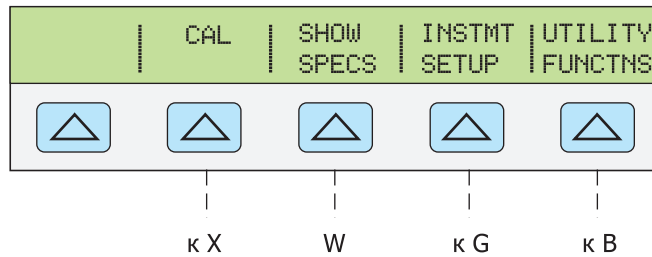 CAL SHOW INSTMT UTILITY
SPECS SETUP FUNCTNS
к X W к G к B